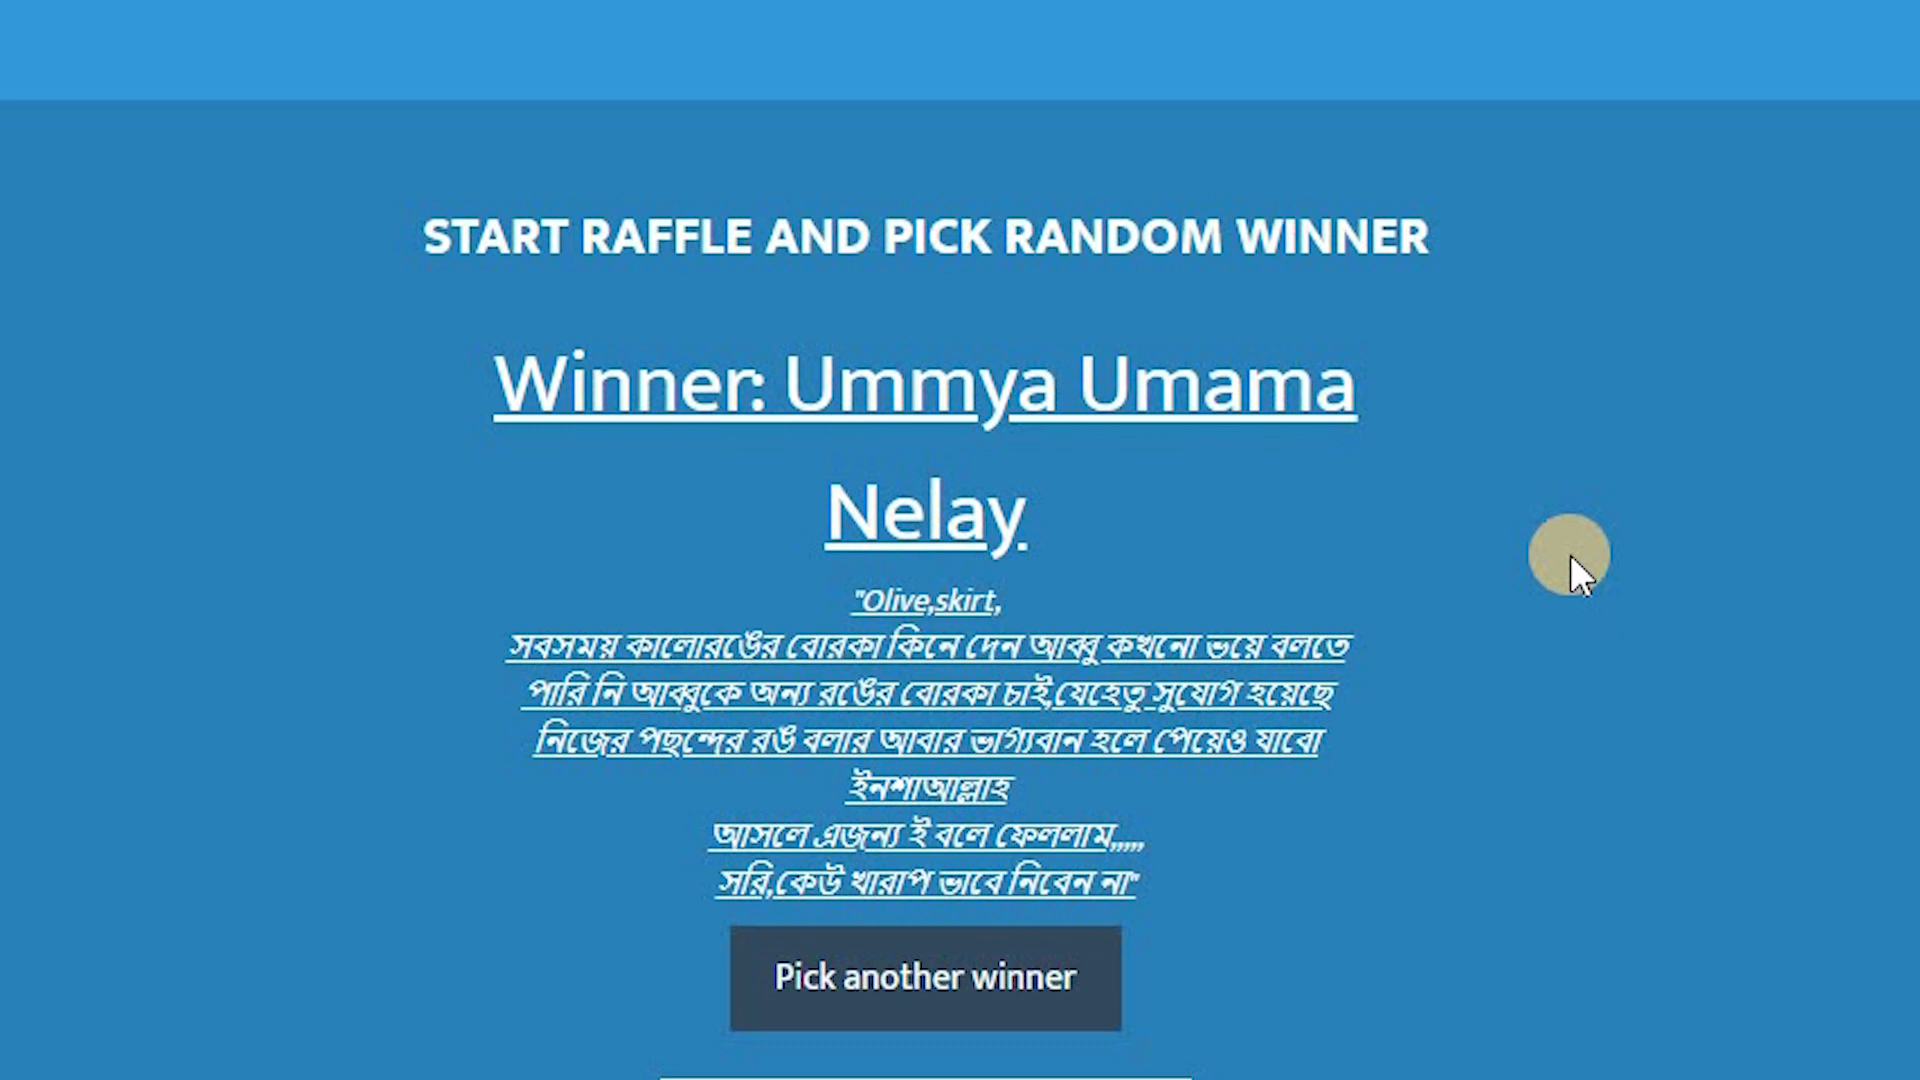 START RAFFLE AND PICK RANDOM WINNER
Winner: Ummya Umama
Nelay
"Olive,skirt,
সবসময় কালোরঙের বোরকা কিনে দেন আব্বু কখনো ভয়ে বলতে
পারি নি আব্বুকে অন্য রঙের বোরকা চাই,যেহেতু সুযোগ হয়েছে
নিজের পছন্দের রঙ বলার আবার ভাগ্যবান হলে পেয়েও যাবো
ইনশাআল্লাহ
আসলে এজন্য ই বলে ফেললাম,,,,,
সরি,কেউ খারাপ ভাবে নিবেন না"
Pick another winner